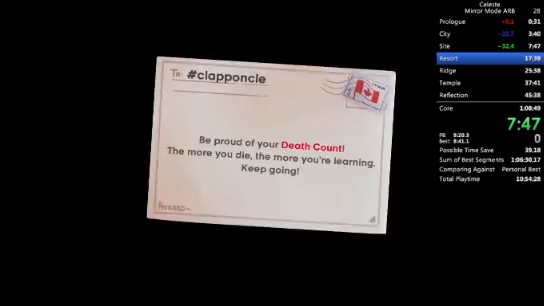 Celeste
Mirror Mode ARB 28
Prologue +0.1 0:31
City -22.7 3:40
Site -32.4 7:47
Resort 17:39
Ridge 25:38
Temple 37:41
Reflection 45:38
Core 1:08:49
7:47
PB: 9:20.3
Best: 8:41.1
0
Possible Time Save 39.18
Sum of Best Segments 1:06:30.17
Comparing Against Personal Best
Total Playtime 10:54:28
To: #clapponcle
Be proud of your Death Count!
The more you die, the more you're learning.
Keep going!